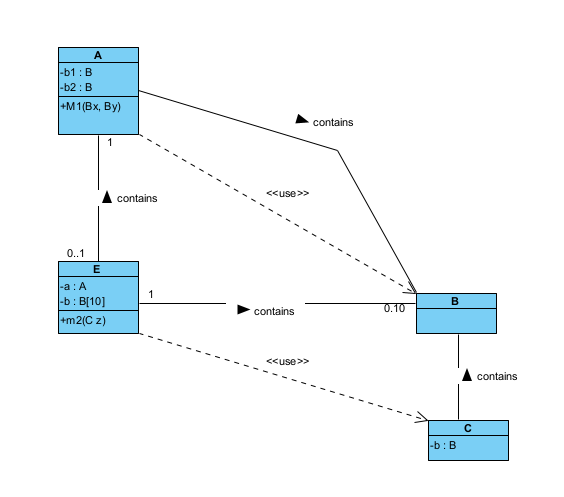 A
-b1 : B
-b2 : B
+M1(Bx, By)
contains
1
<<use>>
contains
0..1
E
-a : A
-b : B[10]
+m2(C z)
1
contains
0.10
B
<<use>>
contains
C
-b : B